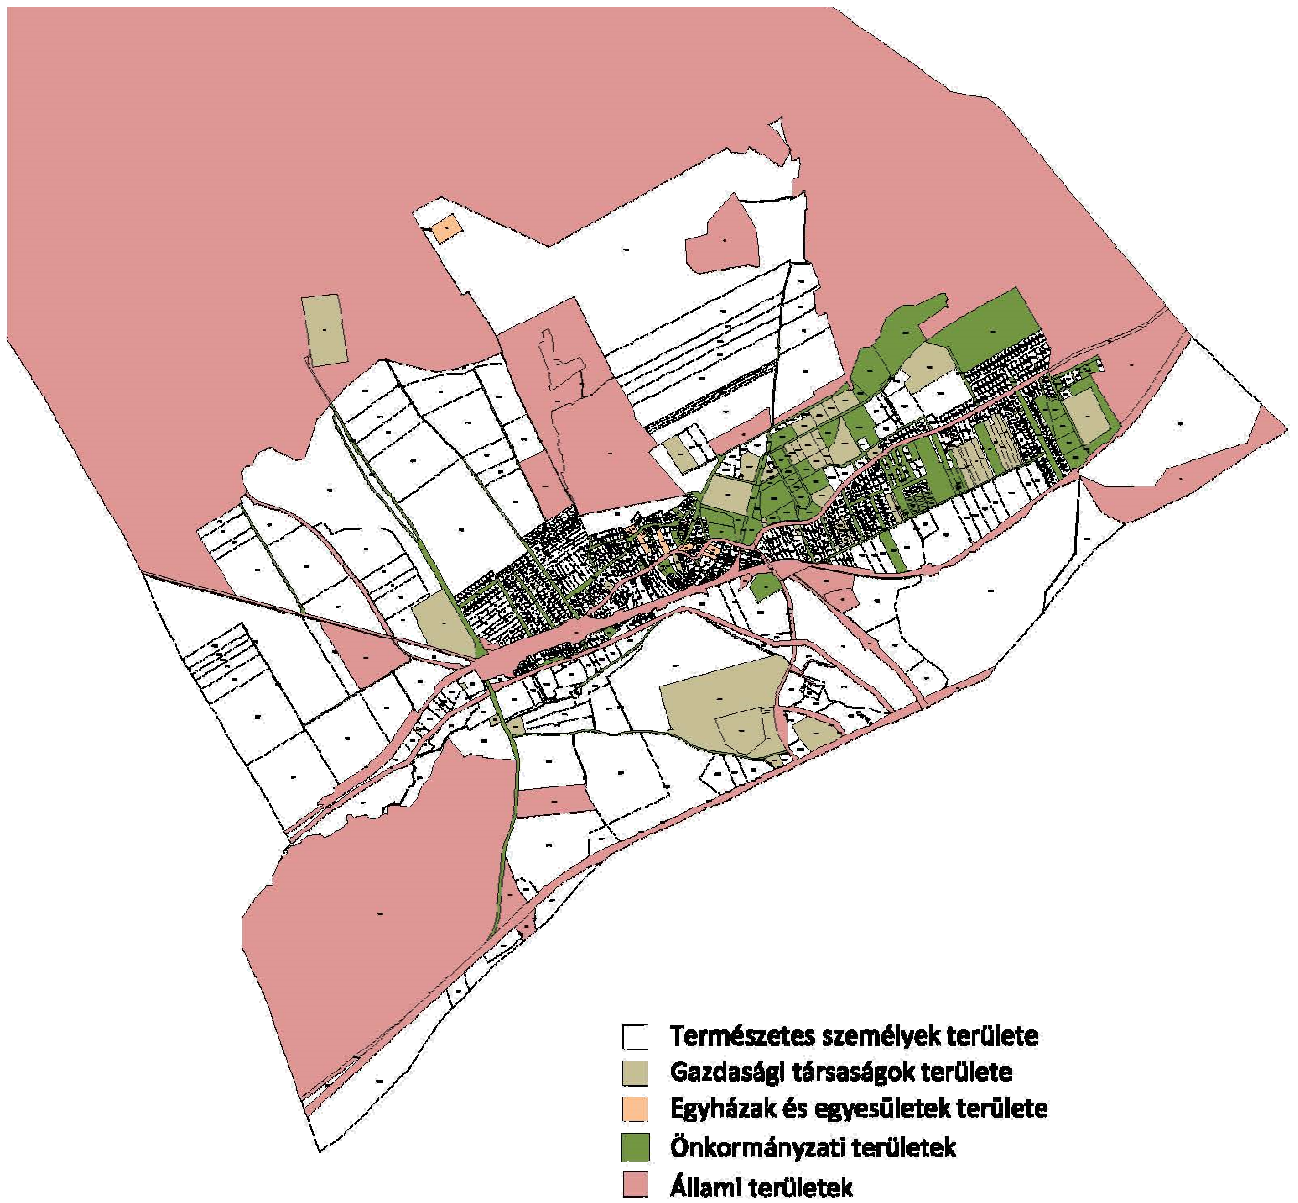 Természetes személyek területe
Gazdasági társaságok területe
Egyházak és egyesületek területe
Önkormányzati területek
Állami területek